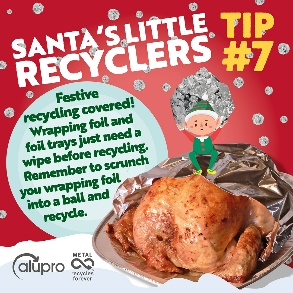 SANTA'S LITTLE
RECYCLERS
TIP
#7
Festive
recycling covered!
Wrapping foil and
foil trays just need a
wipe before recycling.
Remember to scrunch
you wrapping foil
into a ball and
recycle.
alupro
METAL
recycles
forever